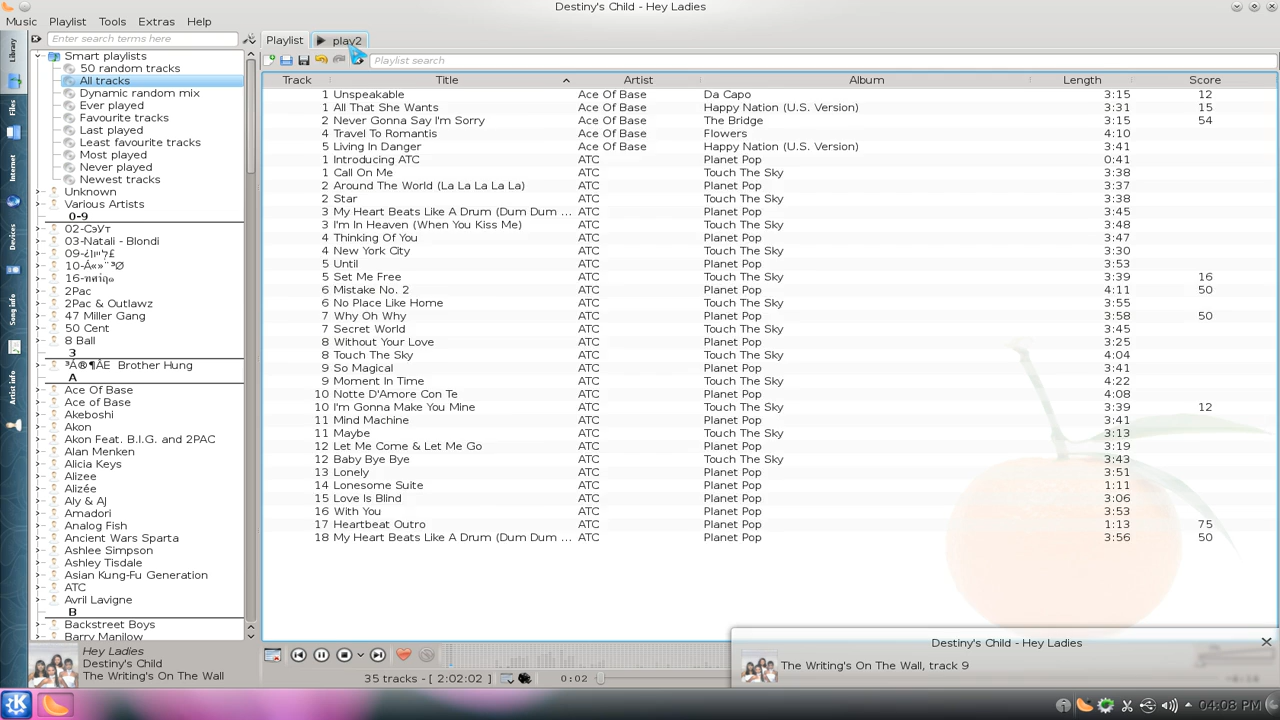 Destiny's Child - Hey Ladies
Music Playlist Tools Extras Help
Enter search terms here
Playlist play2
Playlist search
Library
Files
Internet
Devices
Song info
Artist info
Smart playlists
50 random tracks
All tracks
Dynamic random mix
Ever played
Favourite tracks
Last played
Least favourite tracks
Most played
Never played
Newest tracks
Unknown
Various Artists
0-9
02-СэУт
03-Natali - Blondi
2Pac
2Pac & Outlawz
47 Miller Gang
50 Cent
8 Ball
3
³Á®¶ÅE Brother Hung
A
Ace Of Base
Ace of Base
Akeboshi
Akon
Akon Feat. B.I.G. and 2PAC
Alan Menken
Alicia Keys
Alizee
Alizée
Aly & Aj
Amadori
Analog Fish
Ancient Wars Sparta
Ashlee Simpson
Ashley Tisdale
Asian Kung-Fu Generation
ATC
Avril Lavigne
B
Backstreet Boys
Barry Manilow
Track Title Artist Album Length Score
1 Unspeakable Ace Of Base Da Capo 3:15 12
1 All That She Wants Ace Of Base Happy Nation (U.S. Version) 3:31 15
2 Never Gonna Say I'm Sorry Ace Of Base The Bridge 3:15 54
4 Travel To Romantis Ace Of Base Flowers 4:10
5 Living In Danger Ace Of Base Happy Nation (U.S. Version) 3:41
1 Introducing ATC ATC Planet Pop 0:41
1 Call On Me ATC Touch The Sky 3:38
2 Around The World (La La La La La) ATC Planet Pop 3:37
2 Star ATC Touch The Sky 3:38
3 My Heart Beats Like A Drum (Dum Dum ... ATC Planet Pop 3:45
3 I'm In Heaven (When You Kiss Me) ATC Touch The Sky 3:48
4 Thinking Of You ATC Planet Pop 3:47
4 New York City ATC Touch The Sky 3:30
5 Until ATC Planet Pop 3:53
5 Set Me Free ATC Touch The Sky 3:39 16
6 Mistake No. 2 ATC Planet Pop 4:11 50
6 No Place Like Home ATC Touch The Sky 3:55
7 Why Oh Why ATC Planet Pop 3:58 50
7 Secret World ATC Touch The Sky 3:45
8 Without Your Love ATC Planet Pop 3:25
8 Touch The Sky ATC Touch The Sky 4:04
9 So Magical ATC Planet Pop 3:41
9 Moment In Time ATC Touch The Sky 4:22
10 Notte D'Amore Con Te ATC Planet Pop 4:08
10 I'm Gonna Make You Mine ATC Touch The Sky 3:39 12
11 Mind Machine ATC Planet Pop 3:41
11 Maybe ATC Touch The Sky 3:13
12 Let Me Come & Let Me Go ATC Planet Pop 3:19
12 Baby Bye Bye ATC Touch The Sky 3:43
13 Lonely ATC Planet Pop 3:51
14 Lonesome Suite ATC Planet Pop 1:11
15 Love Is Blind ATC Planet Pop 3:06
16 With You ATC Planet Pop 3:53
17 Heartbeat Outro ATC Planet Pop 1:13 75
18 My Heart Beats Like A Drum (Dum Dum ... ATC Planet Pop 3:56 50
Hey Ladies
Destiny's Child
The Writing's On The Wall
35 tracks - [ 2:02:02 ]
0:02
Destiny's Child - Hey Ladies
The Writing's On The Wall, track 9
04:08 PM